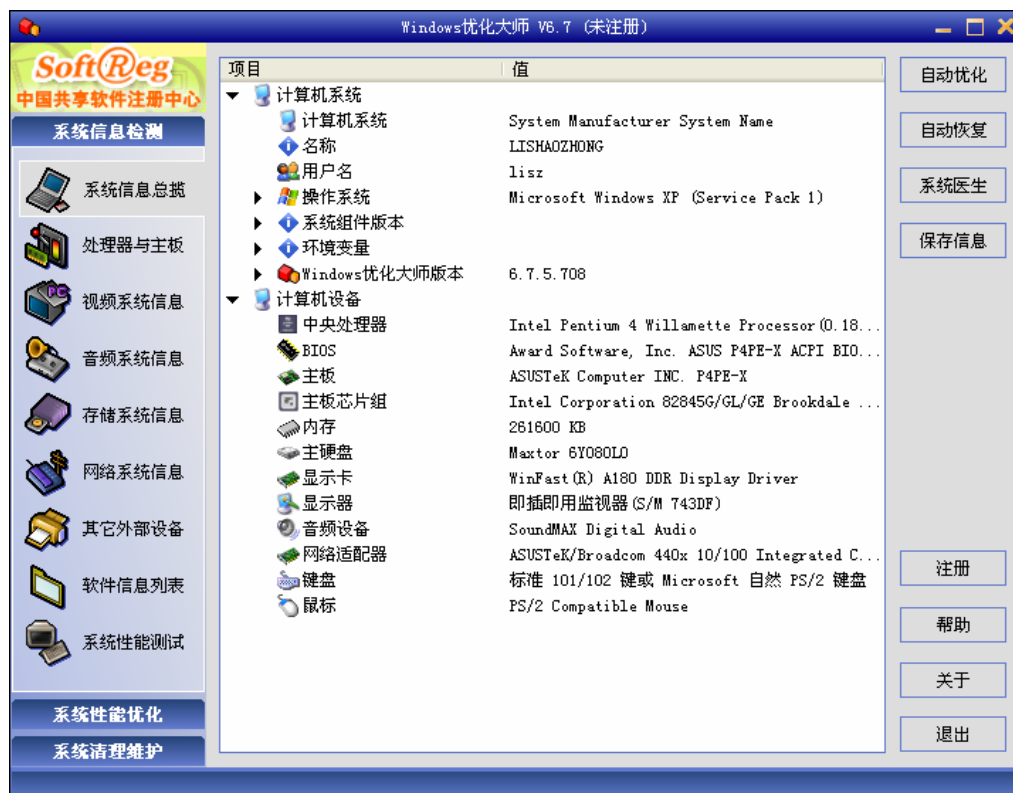 Windows优化大师 V6.7 (未注册)
SoftReg
中国共享软件注册中心
系统信息检测
系统信息总揽
处理器与主板
视频系统信息
音频系统信息
存储系统信息
网络系统信息
其它外部设备
软件信息列表
系统性能测试
系统性能优化
系统清理维护
项目 值
计算机系统
计算机系统 System Manufacturer System Name
名称 LISHAOZHONG
用户名 lisz
操作系统 Microsoft Windows XP (Service Pack 1)
系统组件版本
环境变量
Windows优化大师版本 6.7.5.708
计算机设备
中央处理器 Intel Pentium 4 Willamette Processor(0.18...
BIOS Award Software, Inc. ASUS P4PE-X ACPI BIO...
主板 ASUSTeK Computer INC. P4PE-X
主板芯片组 Intel Corporation 82845G/GL/GE Brookdale ...
内存 261600 KB
主硬盘 Maxtor 6Y080L0
显示卡 WinFast(R) A180 DDR Display Driver
显示器 即插即用监视器(S/M 743DF)
音频设备 SoundMAX Digital Audio
网络适配器 ASUSTeK/Broadcom 440x 10/100 Integrated C...
键盘 标准 101/102 键或 Microsoft 自然 PS/2 键盘
鼠标 PS/2 Compatible Mouse
自动优化
自动恢复
系统医生
保存信息
注册
帮助
关于
退出